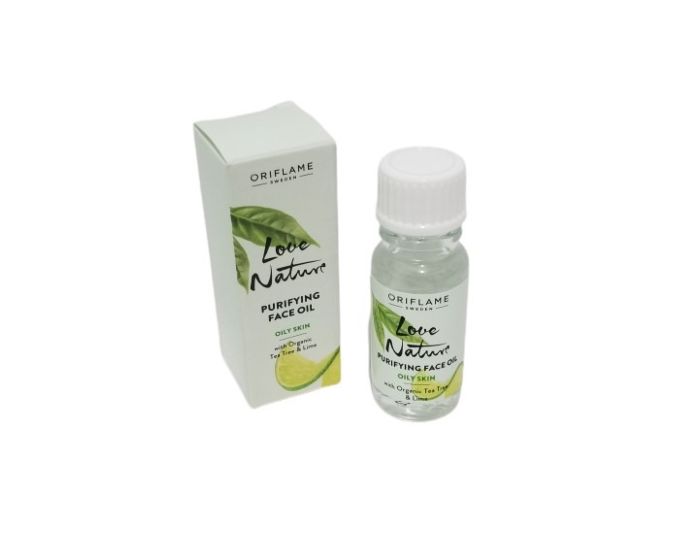 ORIFLAME
SWEDEN
Love
Nature
PURIFYING
FACE OIL
OILY SKIN
with Organic
Tea Tree & Lime
ORIFLAME
SWEDEN
Love
Nature
PURIFYING FACE OIL
OILY SKIN
with Organic Tea Tree
& Lime